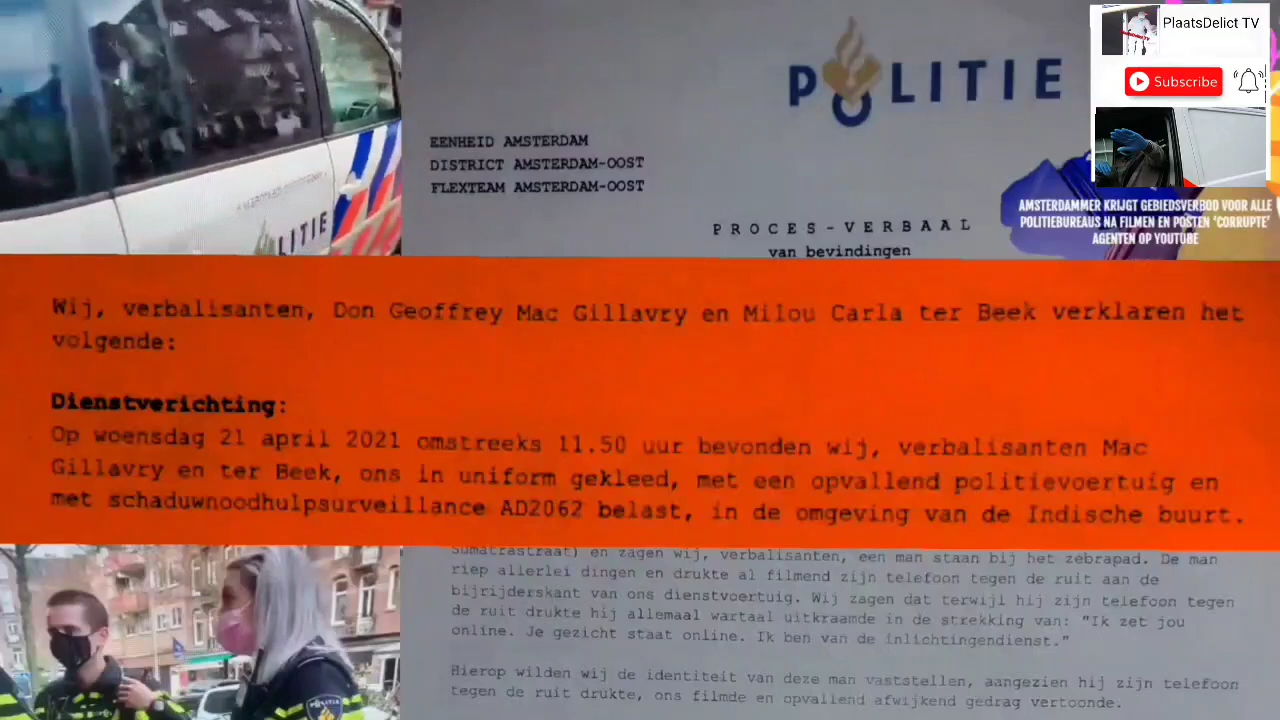 POLITIE
EENHEID AMSTERDAM
DISTRICT AMSTERDAM-OOST
FLEXTEAM AMSTERDAM-OOST
PROCES-VERBAAL
van bevindingen
PlaatsDelict TV
Subscribe
AMSTERDAMMER KRIJGT GEBIEDSVERBOD VOOR ALLE
POLITIEBUREAUS NA FILMEN EN POSTEN 'CORRUPTE'
AGENTEN OP YOUTUBE
LITIE
Wij, verbalisanten, Don Geoffrey Mac Gillavry en Milou Carla ter Beek verklaren het
volgende:
Dienstverichting:
Op woensdag 21 april 2021 omstreeks 11.50 uur bevonden wij, verbalisanten Mac
Gillavry en ter Beek, ons in uniform gekleed, met een opvallend politievoertuig en
met schaduwnoodhulpsurveillance AD2062 belast, in de omgeving van de Indische buurt.
Sumatrastraat) en zagen wij, verbalisanten, een man staan bij het zebrapad. De man
riep allerlei dingen en drukte al filmend zijn telefoon tegen de ruit aan de
bijrijderskant van ons dienstvoertuig. Wij zagen dat terwijl hij zijn telefoon tegen
de ruit drukte hij allemaal wartaal uitkraamde in de strekking van: "Ik zet jou
online. Je gezicht staat online. Ik ben van de inlichtingendienst."
Hierop wilden wij de identiteit van deze man vaststellen, aangezien hij zijn telefoon
tegen de ruit drukte, ons filmde en opvallend afwijkend gedrag vertoonde.
POLITIE